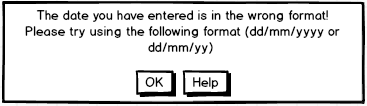 The date you have entered is in the wrong format!
Please try using the following format (dd/mm/yyyy or
dd/mm/yy)
OK Help